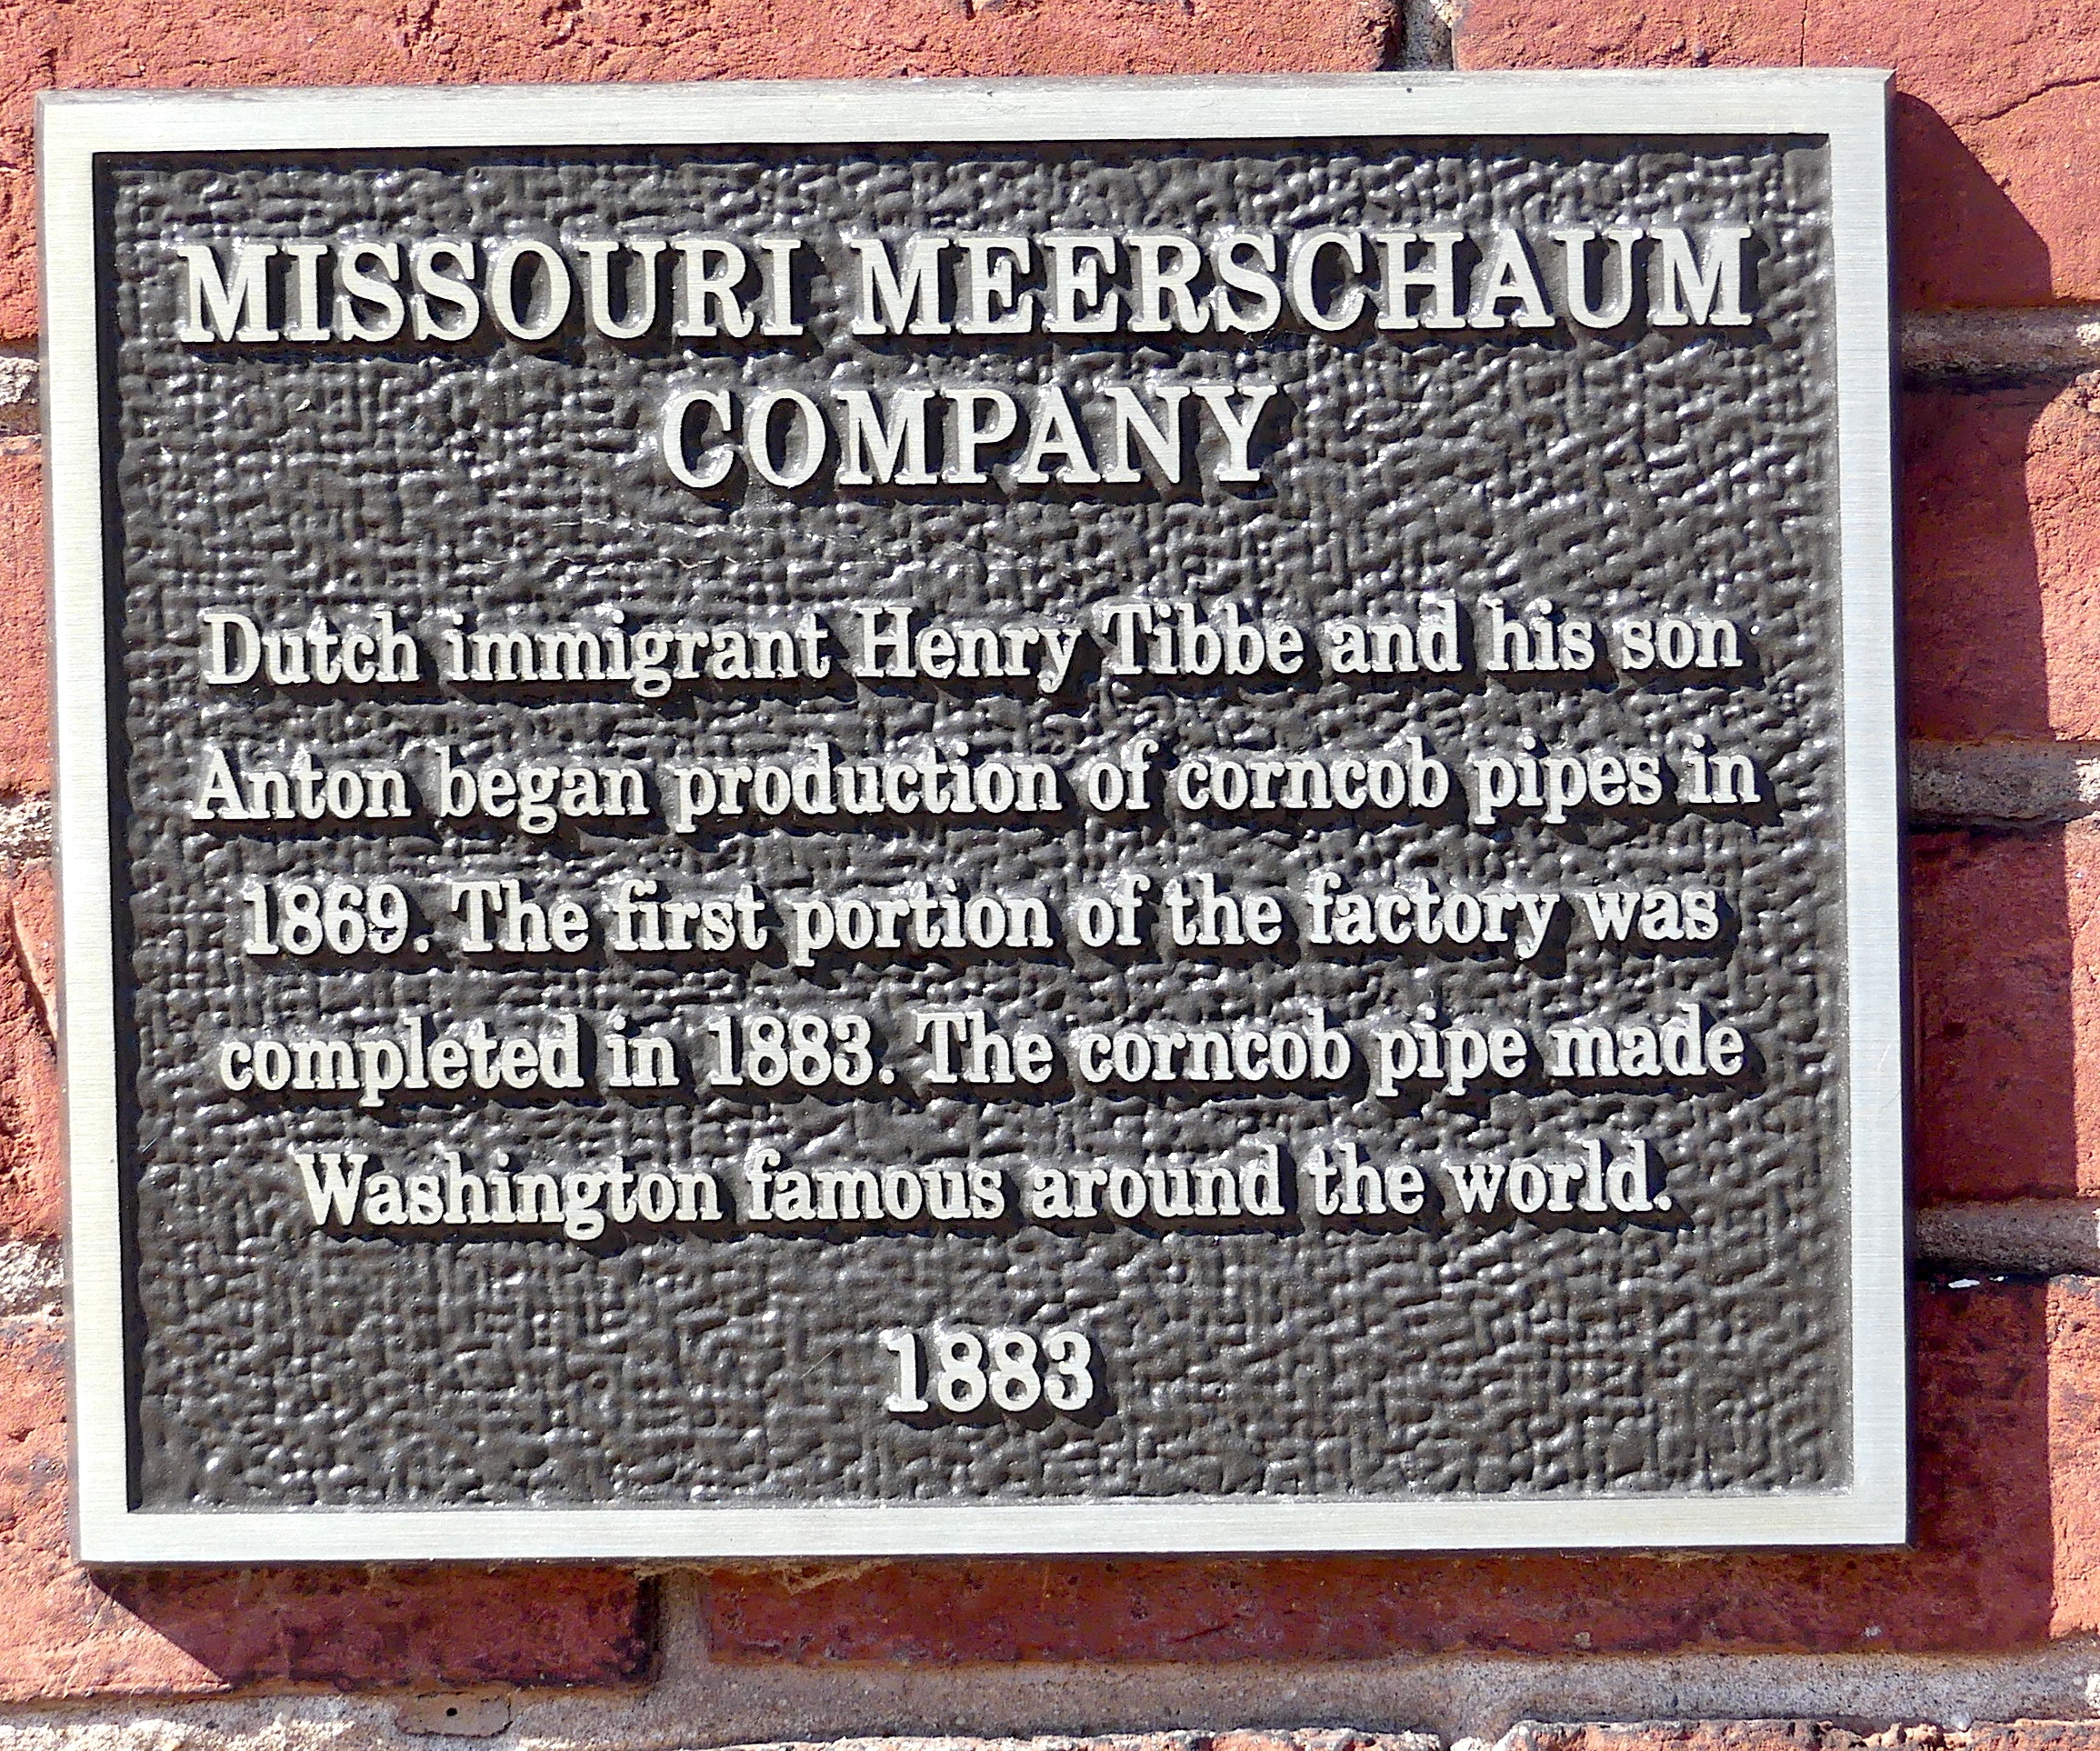 MISSOURI MEERSCHAUM
COMPANY
Dutch immigrant Henry Tibbe and his son
Anton began production of corncob pipes in
1869. The first portion of the factory was
completed in 1883. The corncob pipe made
Washington famous around the world.
1883